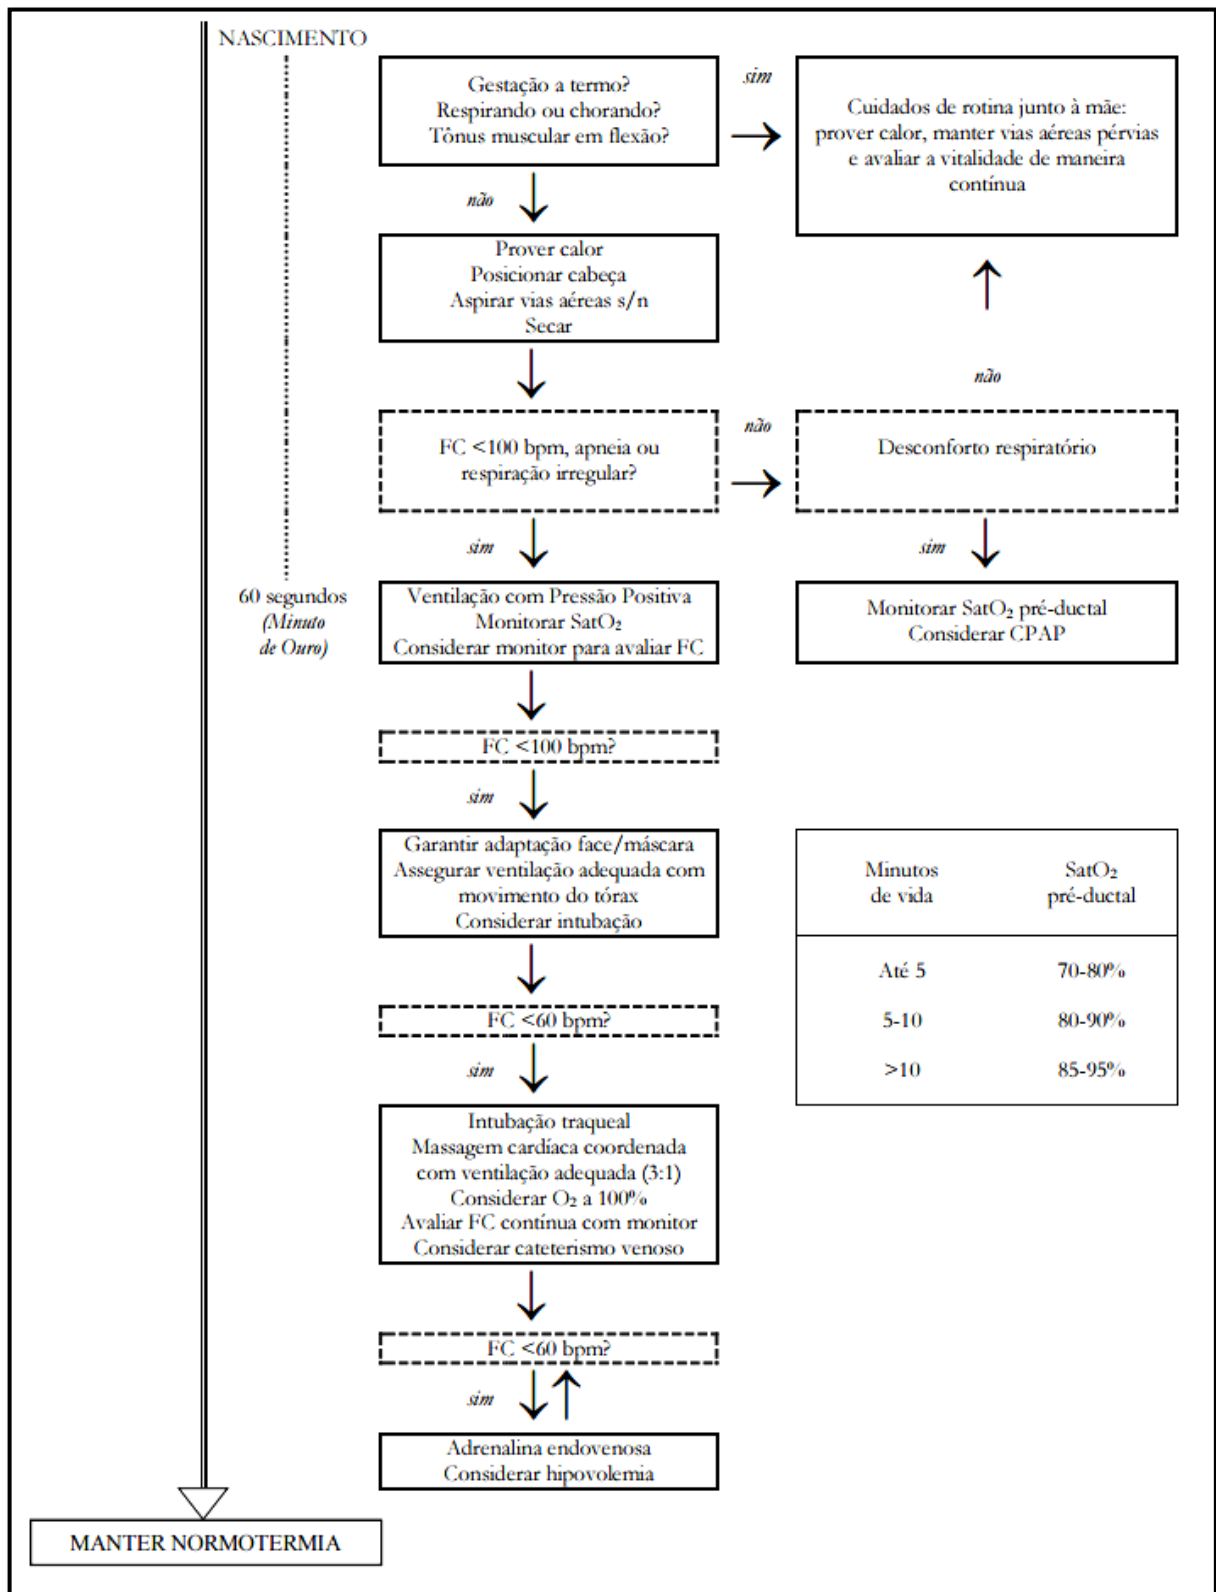 NASCIMENTO
Gestação a termo?
Respirando ou chorando?
Tônus muscular em flexão?
sim
Cuidados de rotina junto à mãe:
prover calor, manter vias aéreas pérvias
e avaliar a vitalidade de maneira
contínua
não
Prover calor
Posicionar cabeça
Aspirar vias aéreas s/n
Secar
não
FC <100 bpm, apneia ou
respiração irregular?
não
Desconforto respiratório
sim
sim
60 segundos
(Minuto
de Ouro)
Ventilação com Pressão Positiva
Monitorar SatO₂
Considerar monitor para avaliar FC
Monitorar SatO₂ pré-ductal
Considerar CPAP
FC <100 bpm?
sim
Garantir adaptação face/máscara
Assegurar ventilação adequada com
movimento do tórax
Considerar intubação
Minutos
de vida
SatO₂
pré-ductal
Até 5 70-80%
5-10 80-90%
>10 85-95%
FC <60 bpm?
sim
Intubação traqueal
Massagem cardíaca coordenada
com ventilação adequada (3:1)
Considerar O₂ a 100%
Avaliar FC contínua com monitor
Considerar cateterismo venoso
FC <60 bpm?
sim
Adrenalina endovenosa
Considerar hipovolemia
MANTER NORMOTERMIA